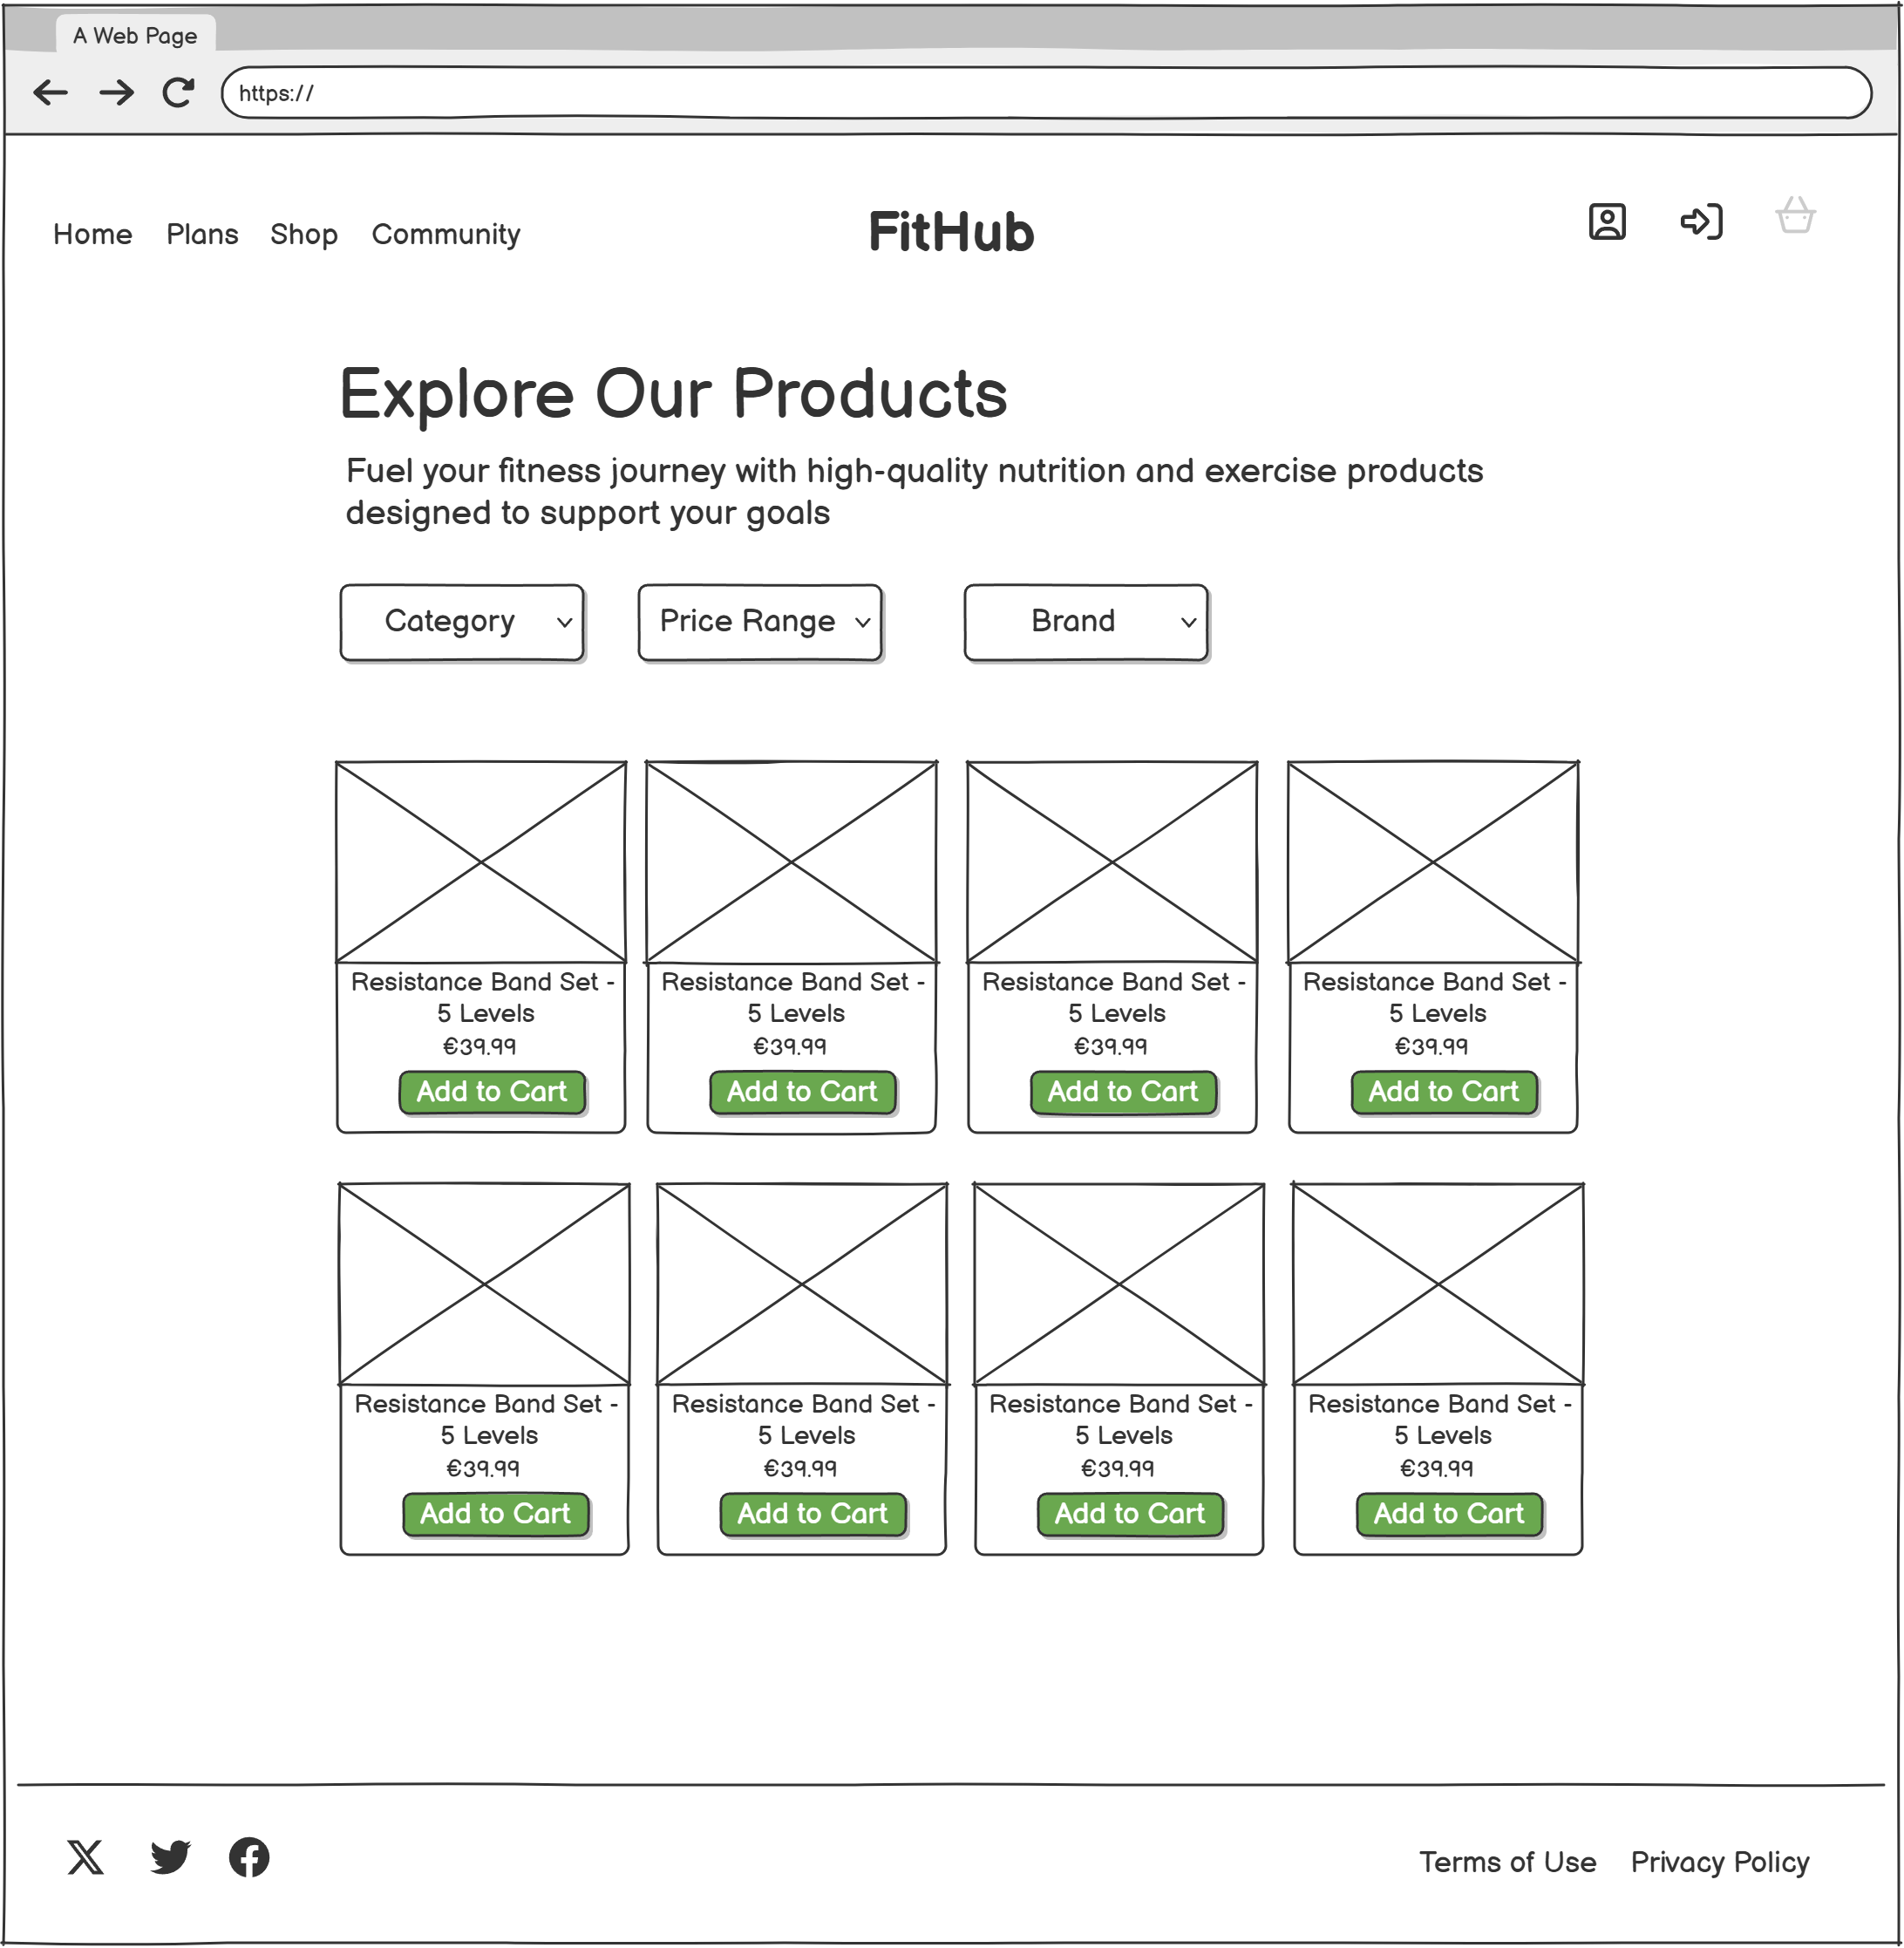 A Web Page
https://
Home Plans Shop Community FitHub
Explore Our Products
Fuel your fitness journey with high-quality nutrition and exercise products
designed to support your goals
Category Price Range Brand
Resistance Band Set - Resistance Band Set - Resistance Band Set - Resistance Band Set -
5 Levels 5 Levels 5 Levels 5 Levels
€39.99 €39.99 €39.99 €39.99
Add to Cart Add to Cart Add to Cart Add to Cart
Resistance Band Set - Resistance Band Set - Resistance Band Set - Resistance Band Set -
5 Levels 5 Levels 5 Levels 5 Levels
€39.99 €39.99 €39.99 €39.99
Add to Cart Add to Cart Add to Cart Add to Cart
Terms of Use Privacy Policy